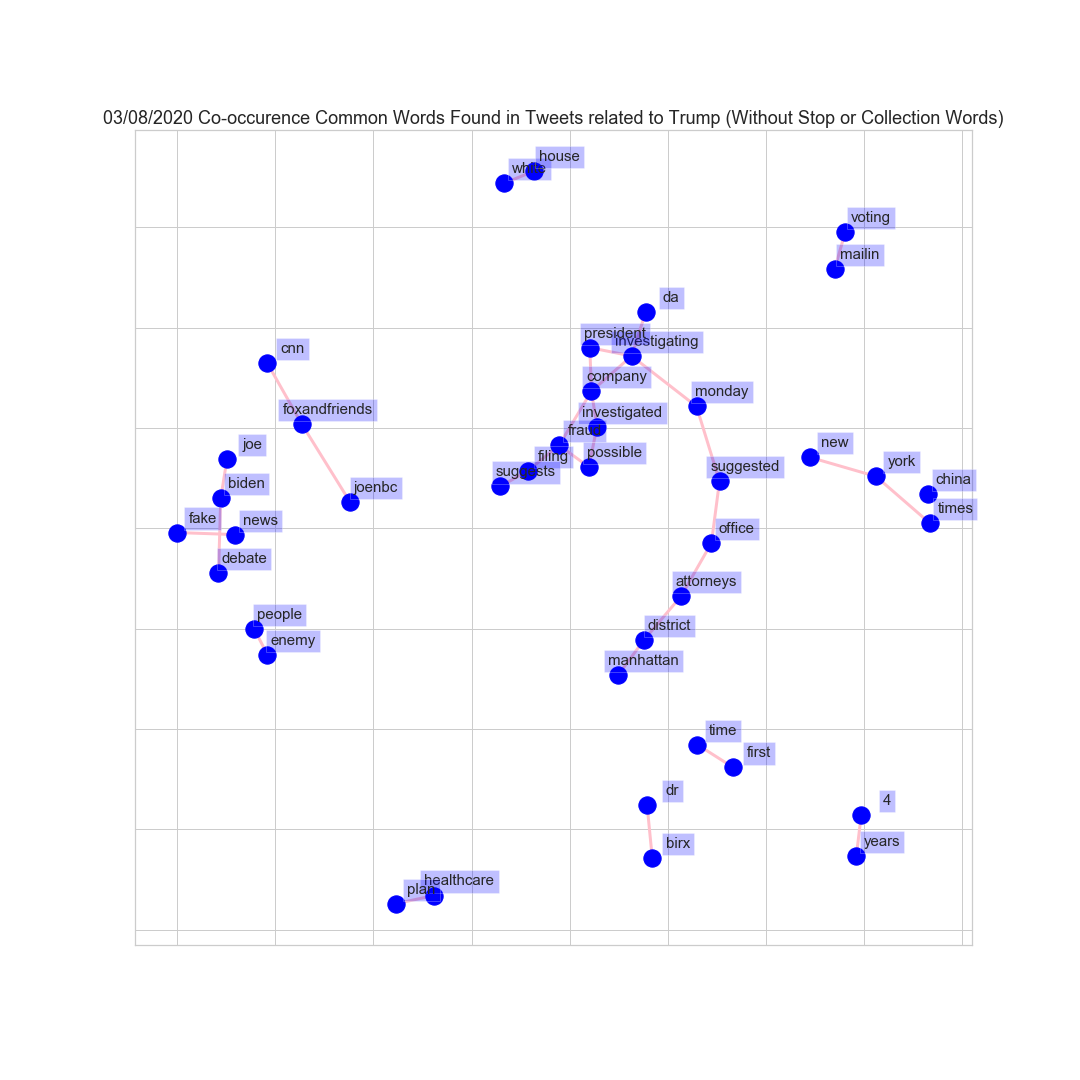 03/08/2020 Co-occurence Common Words Found in Tweets related to Trump (Without Stop or Collection Words)
house
white
voting
mailin
da
president
investigating
cnn
company
monday
foxandfriends
investigated
fraud
joe
new
possible
filing
york
suggested
suggests
biden
joenbc
china
times
fake
news
office
debate
attorneys
people
district
enemy
manhattan
time
first
dr
4
birx
years
healthcare
plan